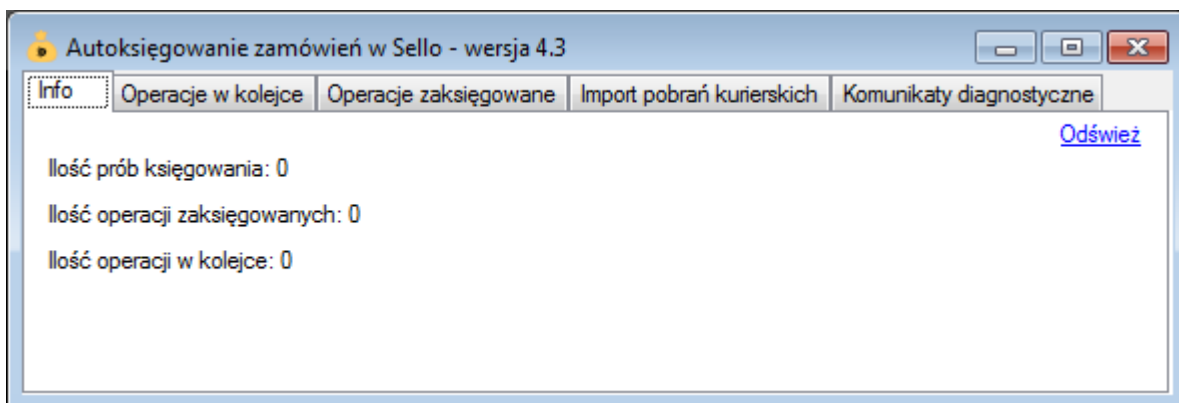 Autoksięgowanie zamówień w Sello - wersja 4.3
Info Operacje w kolejce Operacje zaksięgowane Import pobrań kurierskich Komunikaty diagnostyczne
Odśwież
Ilość prób księgowania: 0
Ilość operacji zaksięgowanych: 0
Ilość operacji w kolejce: 0